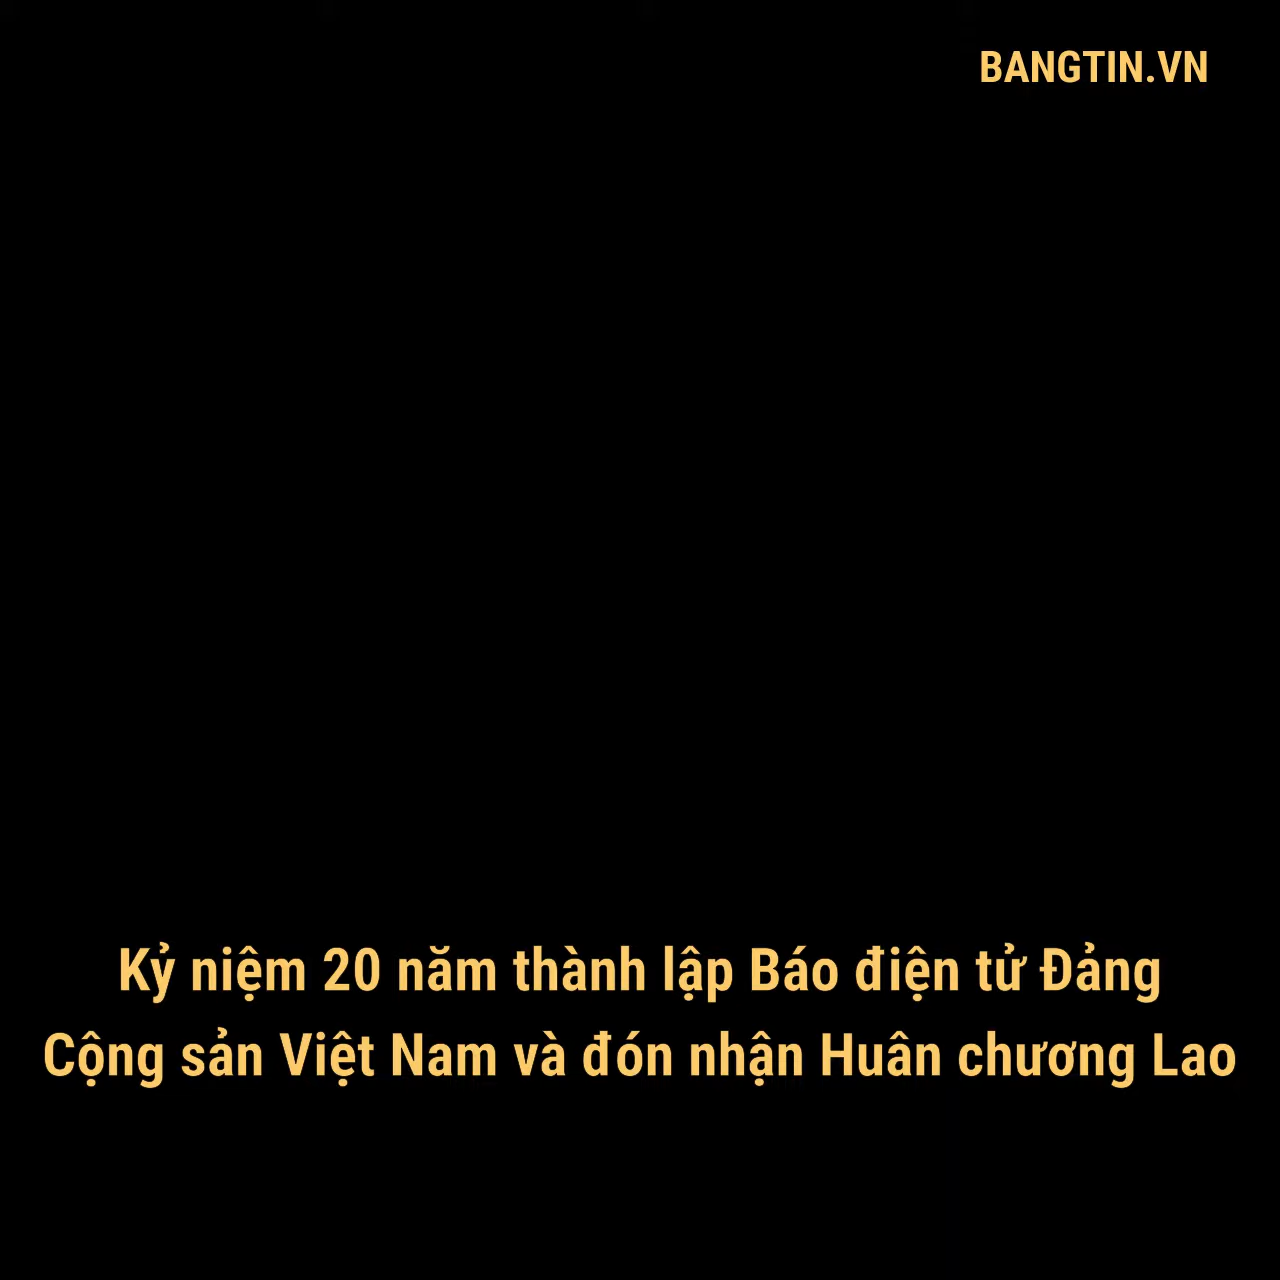 BANGTIN.VN
Kỷ niệm 20 năm thành lập Báo điện tử Đảng
Cộng sản Việt Nam và đón nhận Huân chương Lao